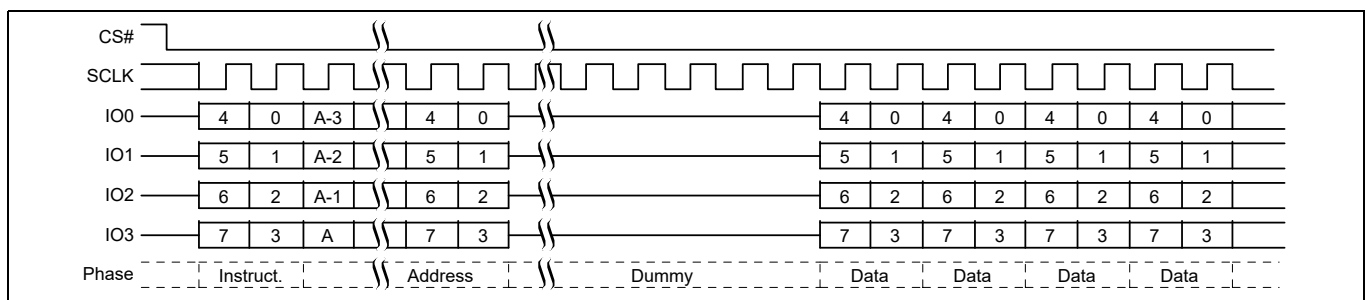 CS#
SCLK
IO0 4 0 A-3 4 0 4 0 4 0 4 0 4 0
IO1 5 1 A-2 5 1 5 1 5 1 5 1 5 1
IO2 6 2 A-1 6 2 6 2 6 2 6 2 6 2
IO3 7 3 A 7 3 7 3 7 3 7 3 7 3
Phase Instruct. Address Dummy Data Data Data Data